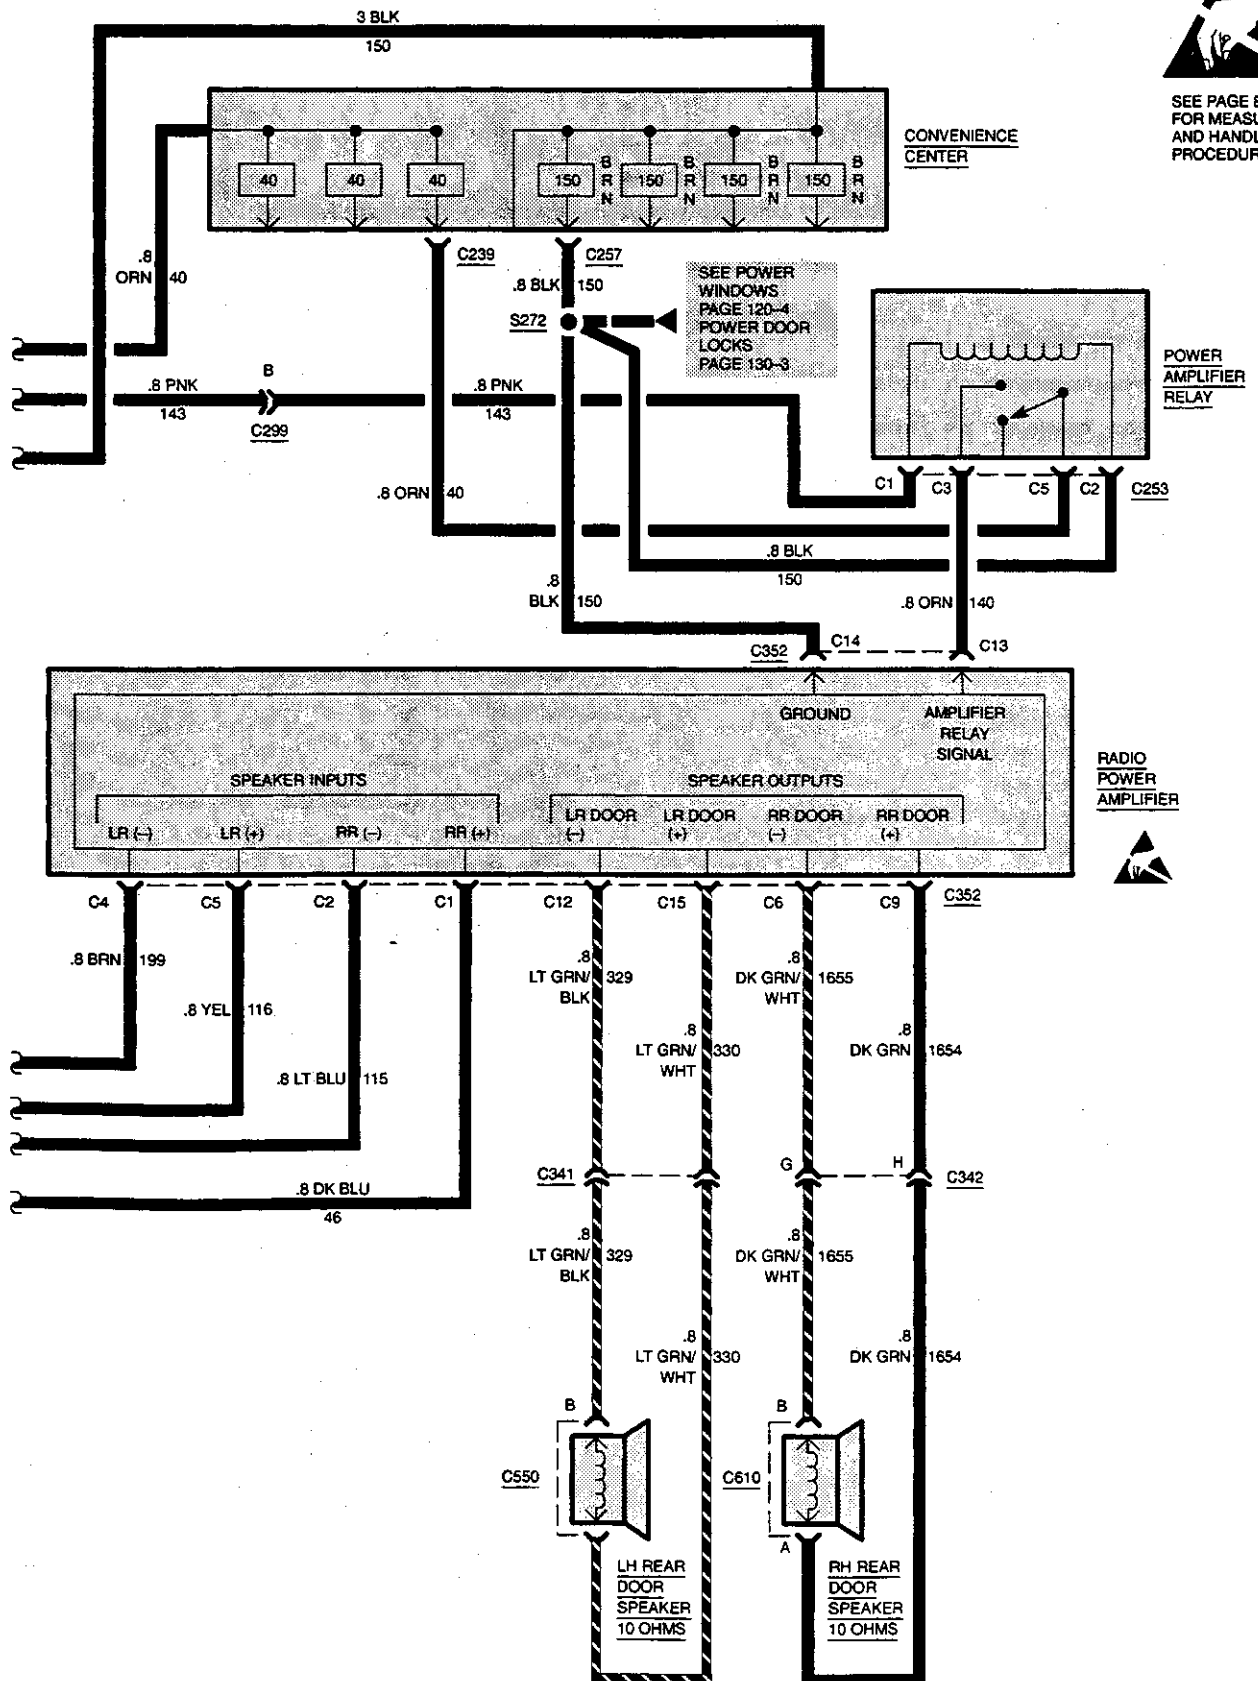 3 BLK
150
SEE PAGE
FOR
AND
CONVENIENCE
CENTER
40
40
40
150
BRN
150
BRN
150
BRN
150
BRN
.8
ORN
40
C239
C257
.8 BLK
150
S272
SEE POWER
WINDOWS
PAGE 120-4
POWER DOOR
LOCKS
PAGE 130-3
POWER
AMPLIFIER
RELAY
.8 PNK
143
B
C299
.8 PNK
143
C1
C3
C5
C2
C253
.8 ORN
40
.8 BLK
150
.8
BLK
150
.8 ORN
140
C352
C14
C13
GROUND
AMPLIFIER
RELAY
SIGNAL
SPEAKER INPUTS
SPEAKER OUTPUTS
LR (–)
LR (+)
RR (–)
RR (+)
LR DOOR
(–)
LR DOOR
(+)
RR DOOR
(–)
RR DOOR
(+)
RADIO
POWER
AMPLIFIER
C4
C5
C2
C1
C12
C15
C6
C9
C352
.8 BRN
199
.8 YEL
116
.8 LT BLU
115
.8 DK BLU
46
.8
LT GRN/
BLK
329
.8
LT GRN/
WHT
330
.8
DK GRN/
WHT
1655
.8
DK GRN
1654
C341
G
H
C342
.8
LT GRN/
BLK
329
.8
LT GRN/
WHT
330
.8
DK GRN/
WHT
1655
.8
DK GRN
1654
B
C550
B
C610
A
LH REAR
DOOR
SPEAKER
10 OHMS
RH REAR
DOOR
SPEAKER
10 OHMS